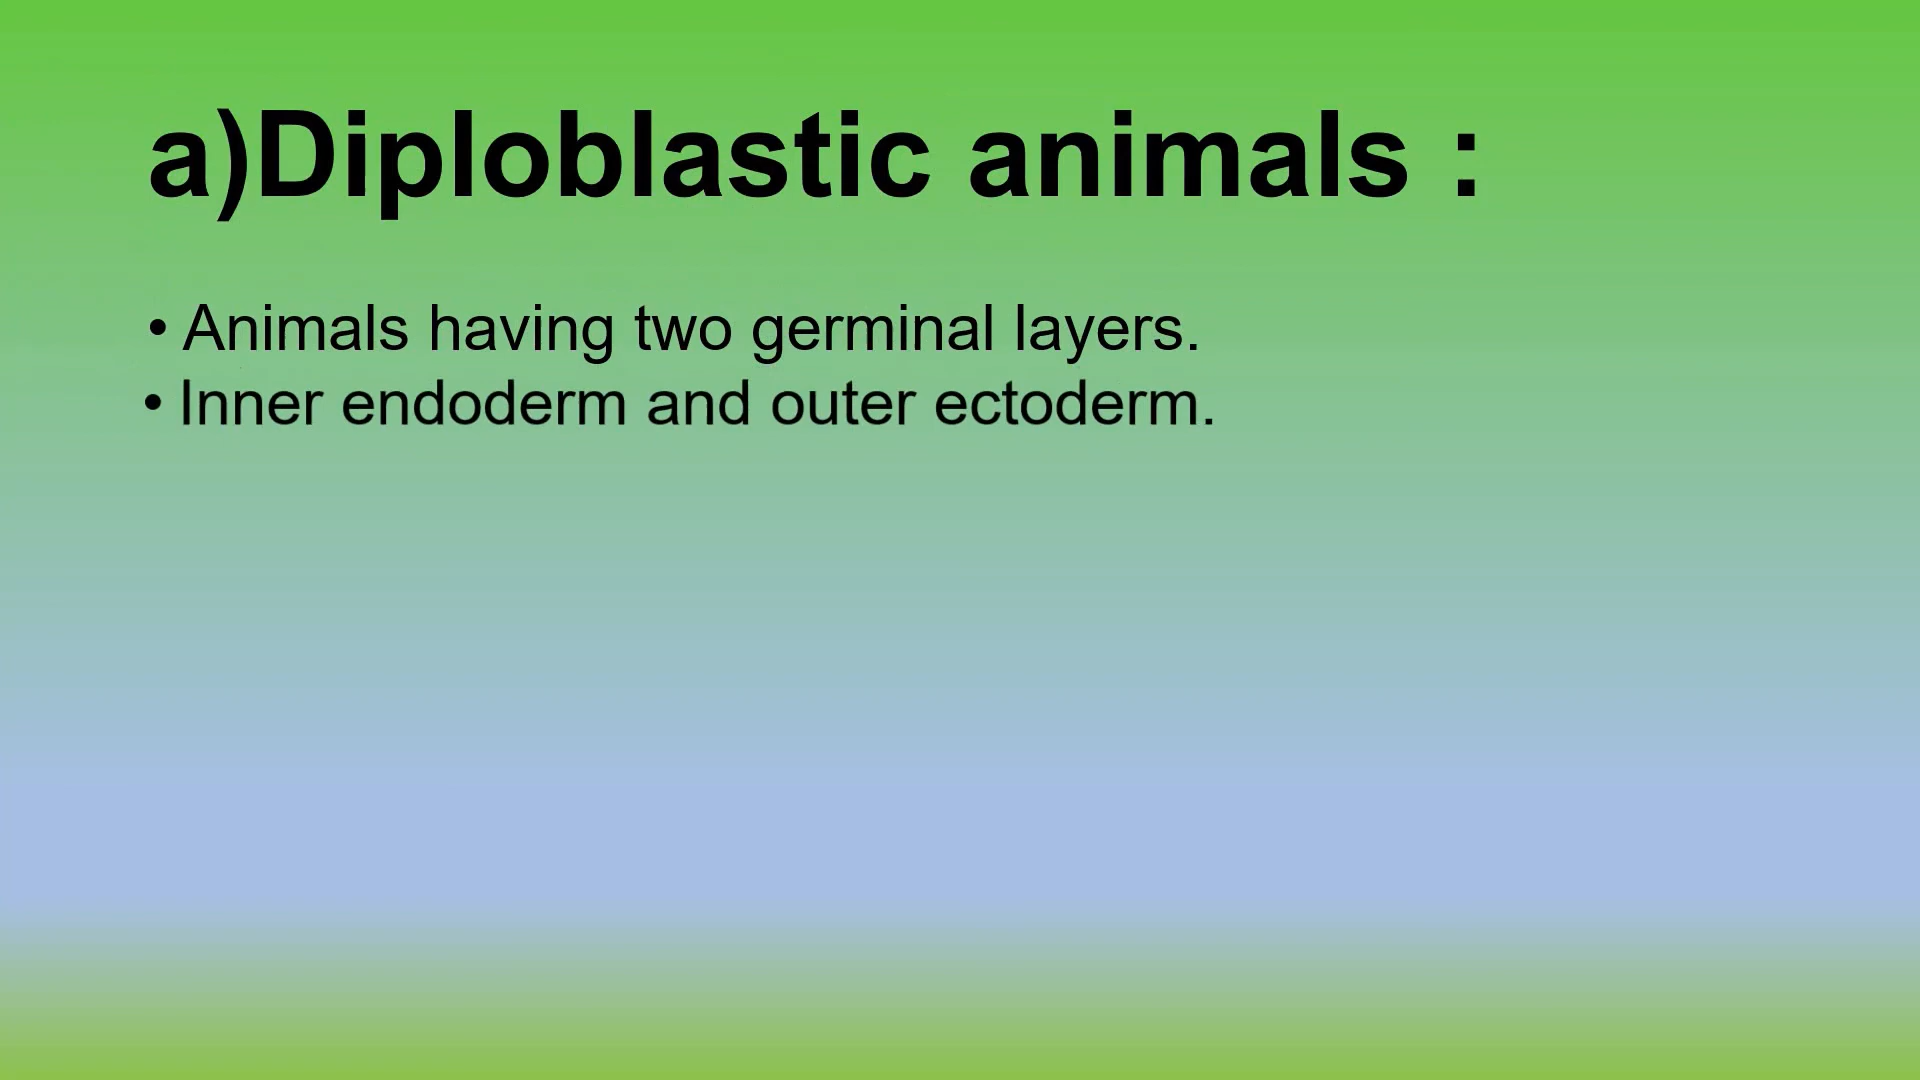 a)Diploblastic animals :
• Animals having two germinal layers.
• Inner endoderm and outer ectoderm.